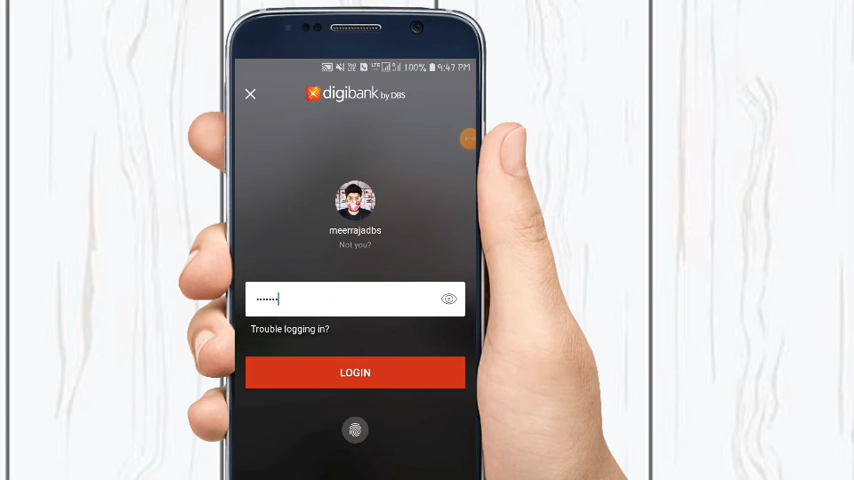 100% 9:47 PM
digibank by DBS
meerrajadbs
Not you?
•••••••
Trouble logging in?
LOGIN